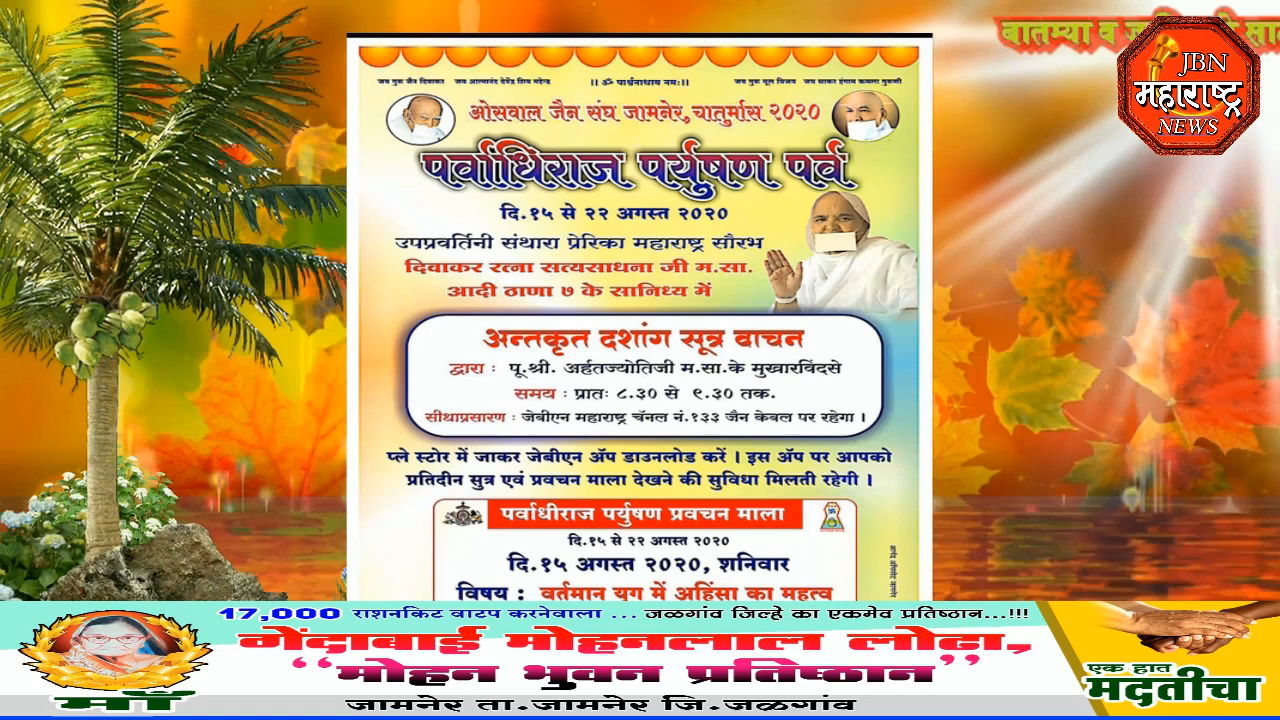 बातम्या व
JBN
महाराष्ट्र
NEWS
जय गुरु जैन दिवाकर जय आत्मानंद देवेंद्र शिव महेन्द्र ।। ॐ पार्श्वनाथाय नमः।।
ओसवाल जैन संघ जामनेर,चातुर्मास २०२०
पर्वाधिराज पर्युषण पर्व
दि.१५ से २२ अगस्त २०२०
उपप्रवर्तिनी संथारा प्रेरिका महाराष्ट्र सौरभ
दिवाकर रत्ना सत्यसाधना जी म.सा.
आदी ठाणा ७ के सानिध्य में
अन्तकृत दशांग सूत्र वाचन
द्वारा : पू.श्री. अर्हतज्योतिजी म.सा.के मुखारविंदसे
समय : प्रातः ८.३० से ९.३० तक.
सीधाप्रसारण : जेबीएन महाराष्ट्र चॅनल नं.१३३ जैन केबल पर रहेगा ।
प्ले स्टोर में जाकर जेबीएन ॲप डाउनलोड करें । इस ॲप पर आपको
प्रतिदीन सुत्र एवं प्रवचन माला देखने की सुविधा मिलती रहेगी ।
पर्वाधीराज पर्युषण प्रवचन माला
दि.१५ से २२ अगस्त २०२०
दि.१५ अगस्त २०२०, शनिवार
विषय : वर्तमान युग में अहिंसा का महत्व
17,000 राशनकिट वाटप करनेवाला ... जळगांव जिल्हे का एकमेव प्रतिष्ठान...!!!
गेंदाबाई मोहनलाल लोढा,
"मोहन भुवन प्रतिष्ठान"
जामनेर ता.जामनेर जि.जळगांव
माँ
एक हात
मदतीचा